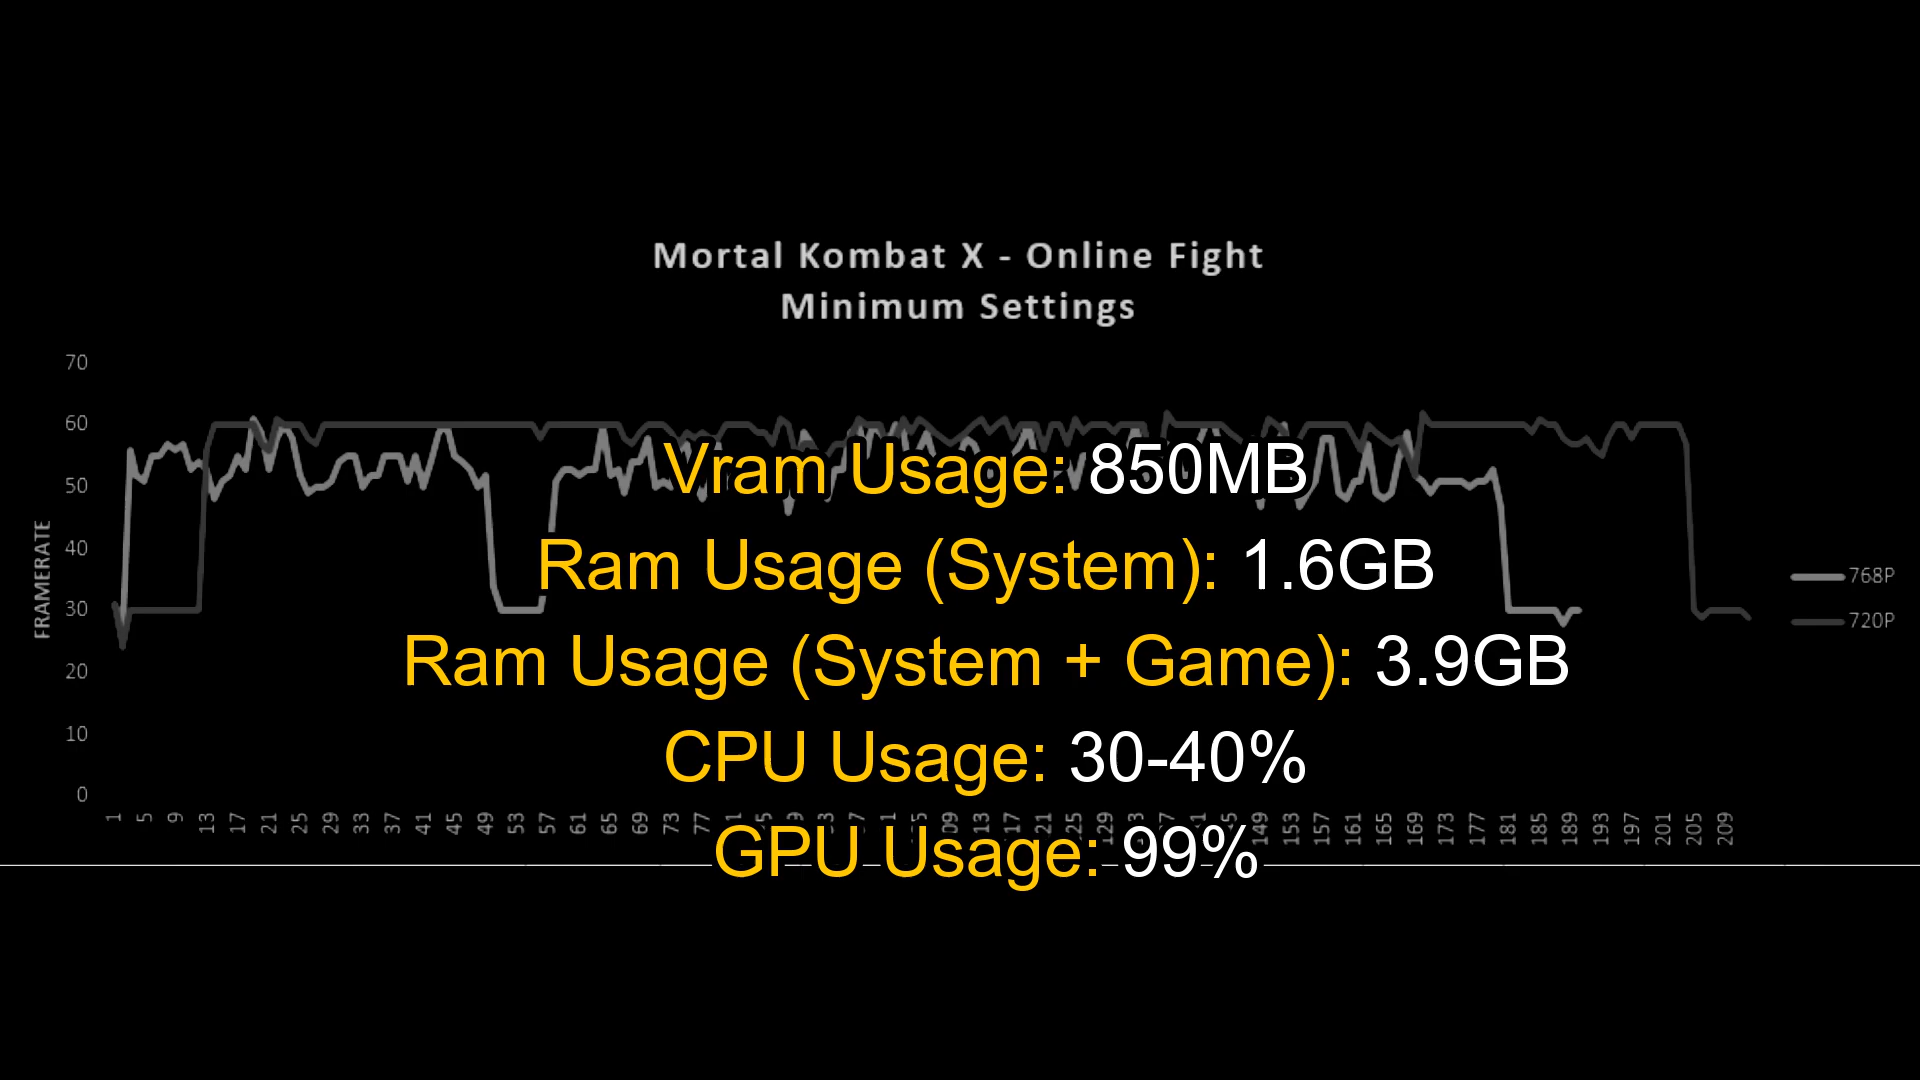 Mortal Kombat X - Online Fight
Minimum Settings
70
60
50
40
30
20
10
0
FRAMERATE
Vram Usage: 850MB
Ram Usage (System): 1.6GB
Ram Usage (System + Game): 3.9GB
CPU Usage: 30-40%
GPU Usage: 99%
768P
720P
1 5 9 13 17 21 25 29 33 37 41 45 49 53 57 61 65 69 73 77 129 149 153 157 161 165 169 173 177 181 185 189 193 197 201 205 209